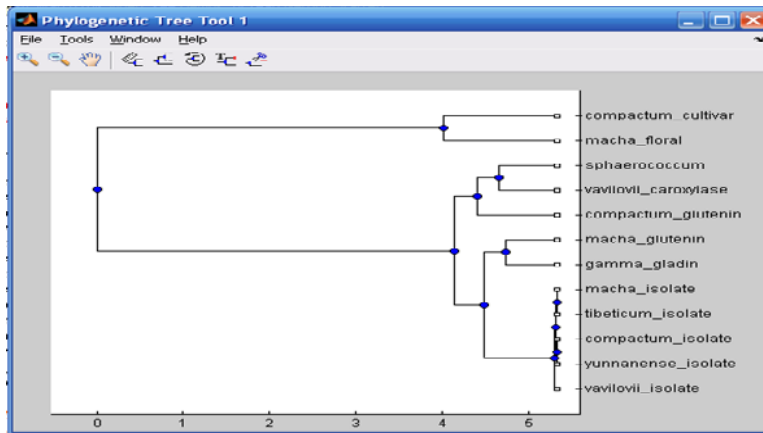 Phylogenetic Tree Tool 1
File Tools Window Help
compactum_cultivar
macha_floral
sphaerococcum
vavilovii_caroxylase
compactum_glutenin
macha_glutenin
gamma_gladin
macha_isolate
tibeticum_isolate
compactum_isolate
yunnanense_isolate
vavilovii_isolate
0 1 2 3 4 5